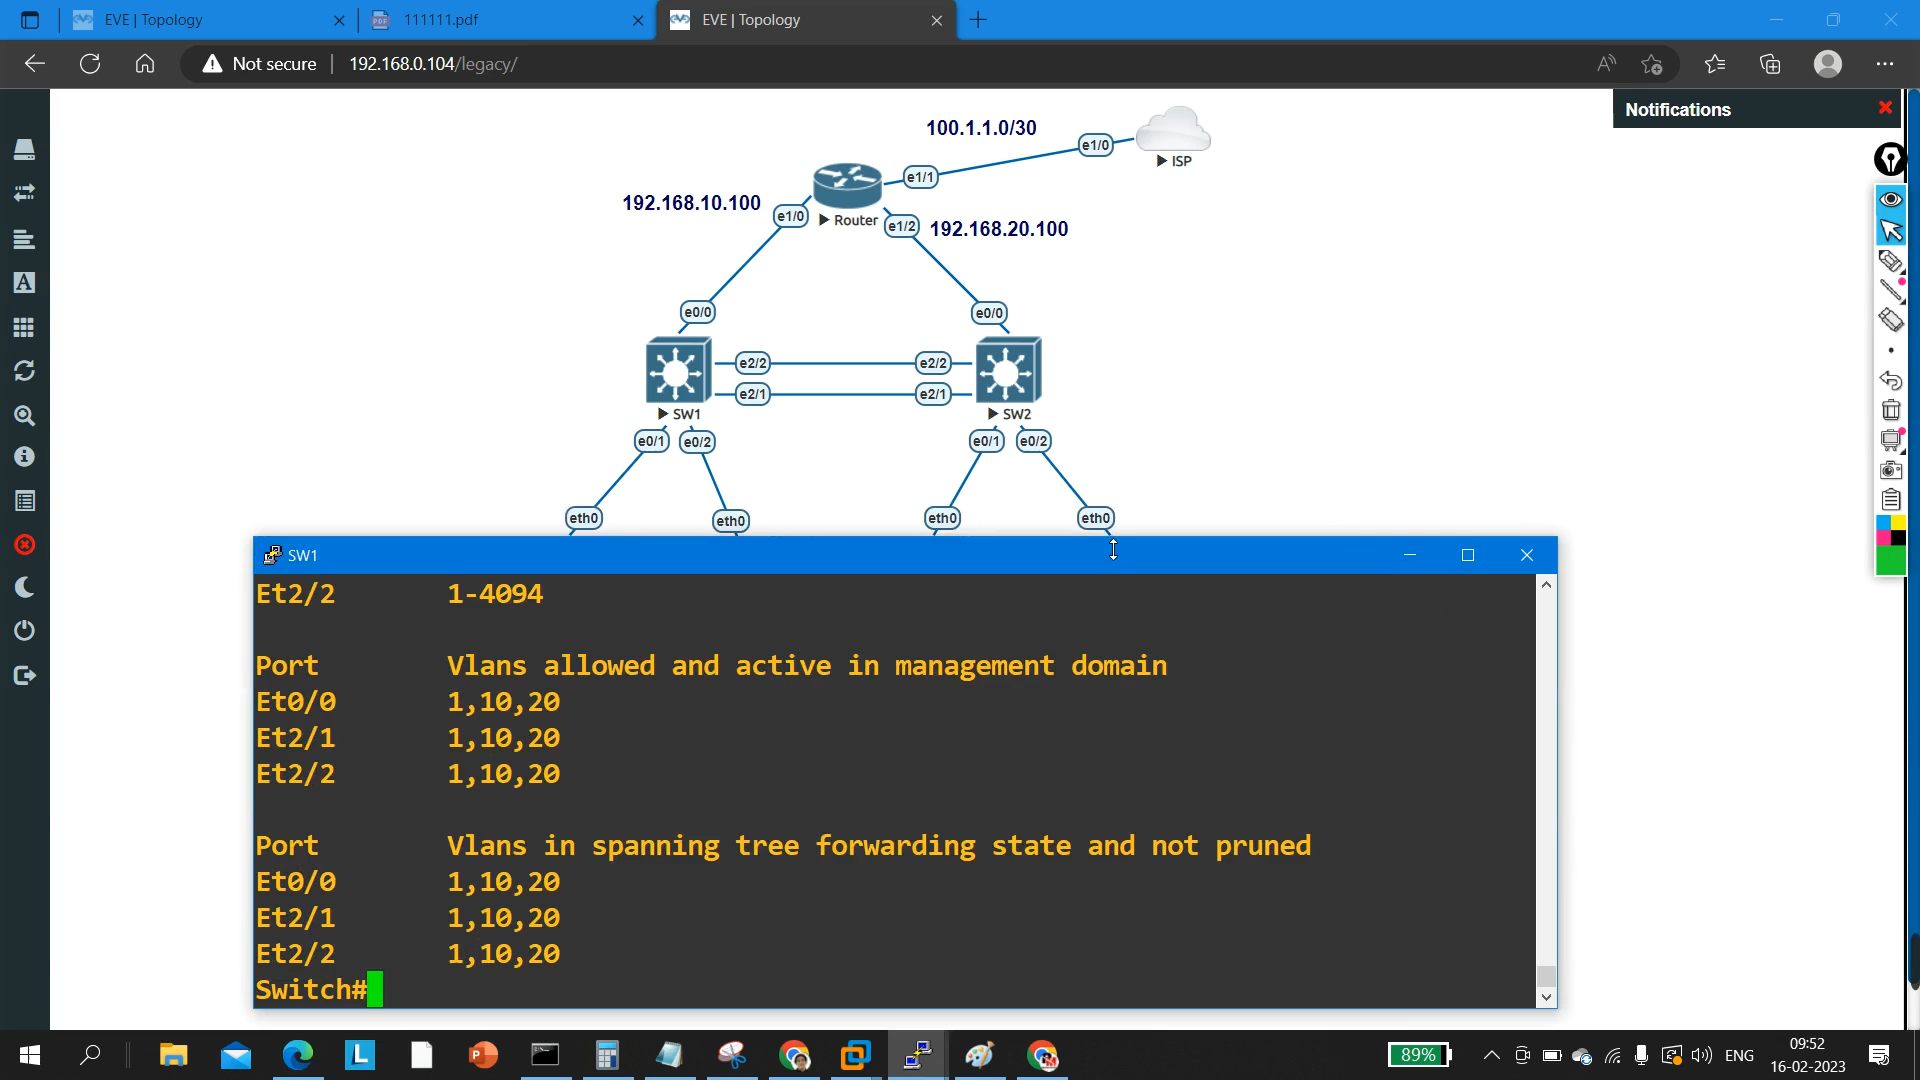 EVE | Topology
111111.pdf
EVE | Topology
Not secure
192.168.0.104/legacy/
Notifications
100.1.1.0/30
e1/0
ISP
e1/1
192.168.10.100
e1/0
Router
e1/2
192.168.20.100
e0/0
e0/0
e2/2
e2/2
e2/1
e2/1
SW1
SW2
e0/1
e0/2
e0/1
e0/2
eth0
eth0
eth0
eth0
SW1
Et2/2 1-4094
Port Vlans allowed and active in management domain
Et0/0 1,10,20
Et2/1 1,10,20
Et2/2 1,10,20
Port Vlans in spanning tree forwarding state and not pruned
Et0/0 1,10,20
Et2/1 1,10,20
Et2/2 1,10,20
Switch#
89%
ENG
09:52
16-02-2023